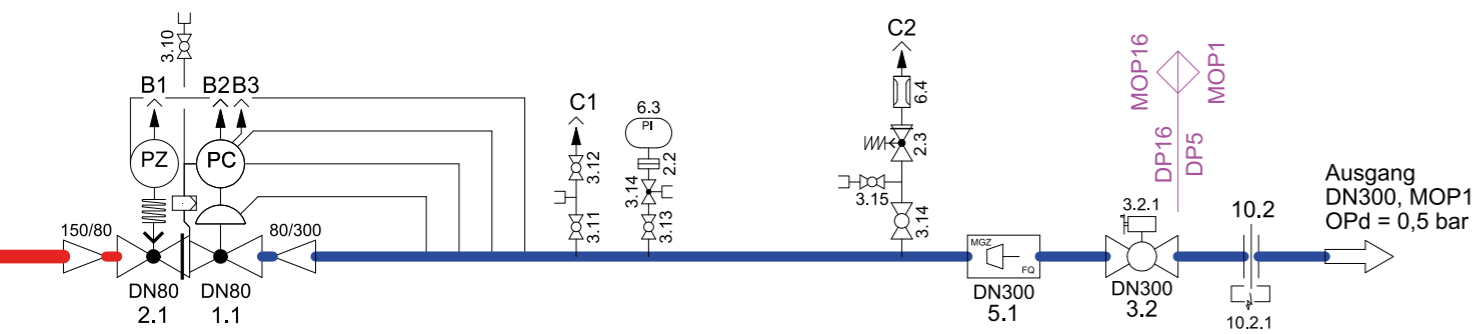 3.10
B1
B2 B3
PZ
PC
150/80
80/300
DN80
2.1
DN80
1.1
C1
3.12
3.11
6.3
PI
2.2
3.14
3.13
C2
6.4
2.3
3.15
3.14
MGZ
FQ
DN300
5.1
3.2.1
DN300
3.2
MOP16
MOP1
DP16
DP5
10.2
10.2.1
Ausgang
DN300, MOP1
OPd = 0,5 bar